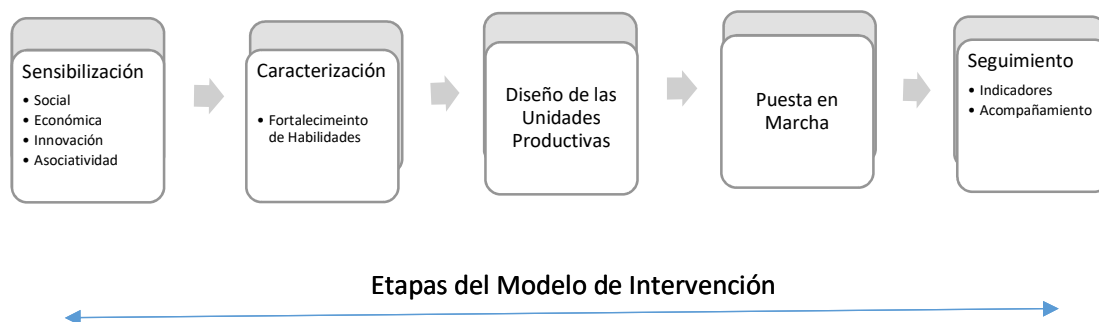 Sensibilización
• Social
• Económica
• Innovación
• Asociatividad
Caracterización
• Fortalecimeinto
de Habilidades
Diseño de las
Unidades
Productivas
Puesta en
Marcha
Seguimiento
• Indicadores
• Acompañamiento
Etapas del Modelo de Intervención